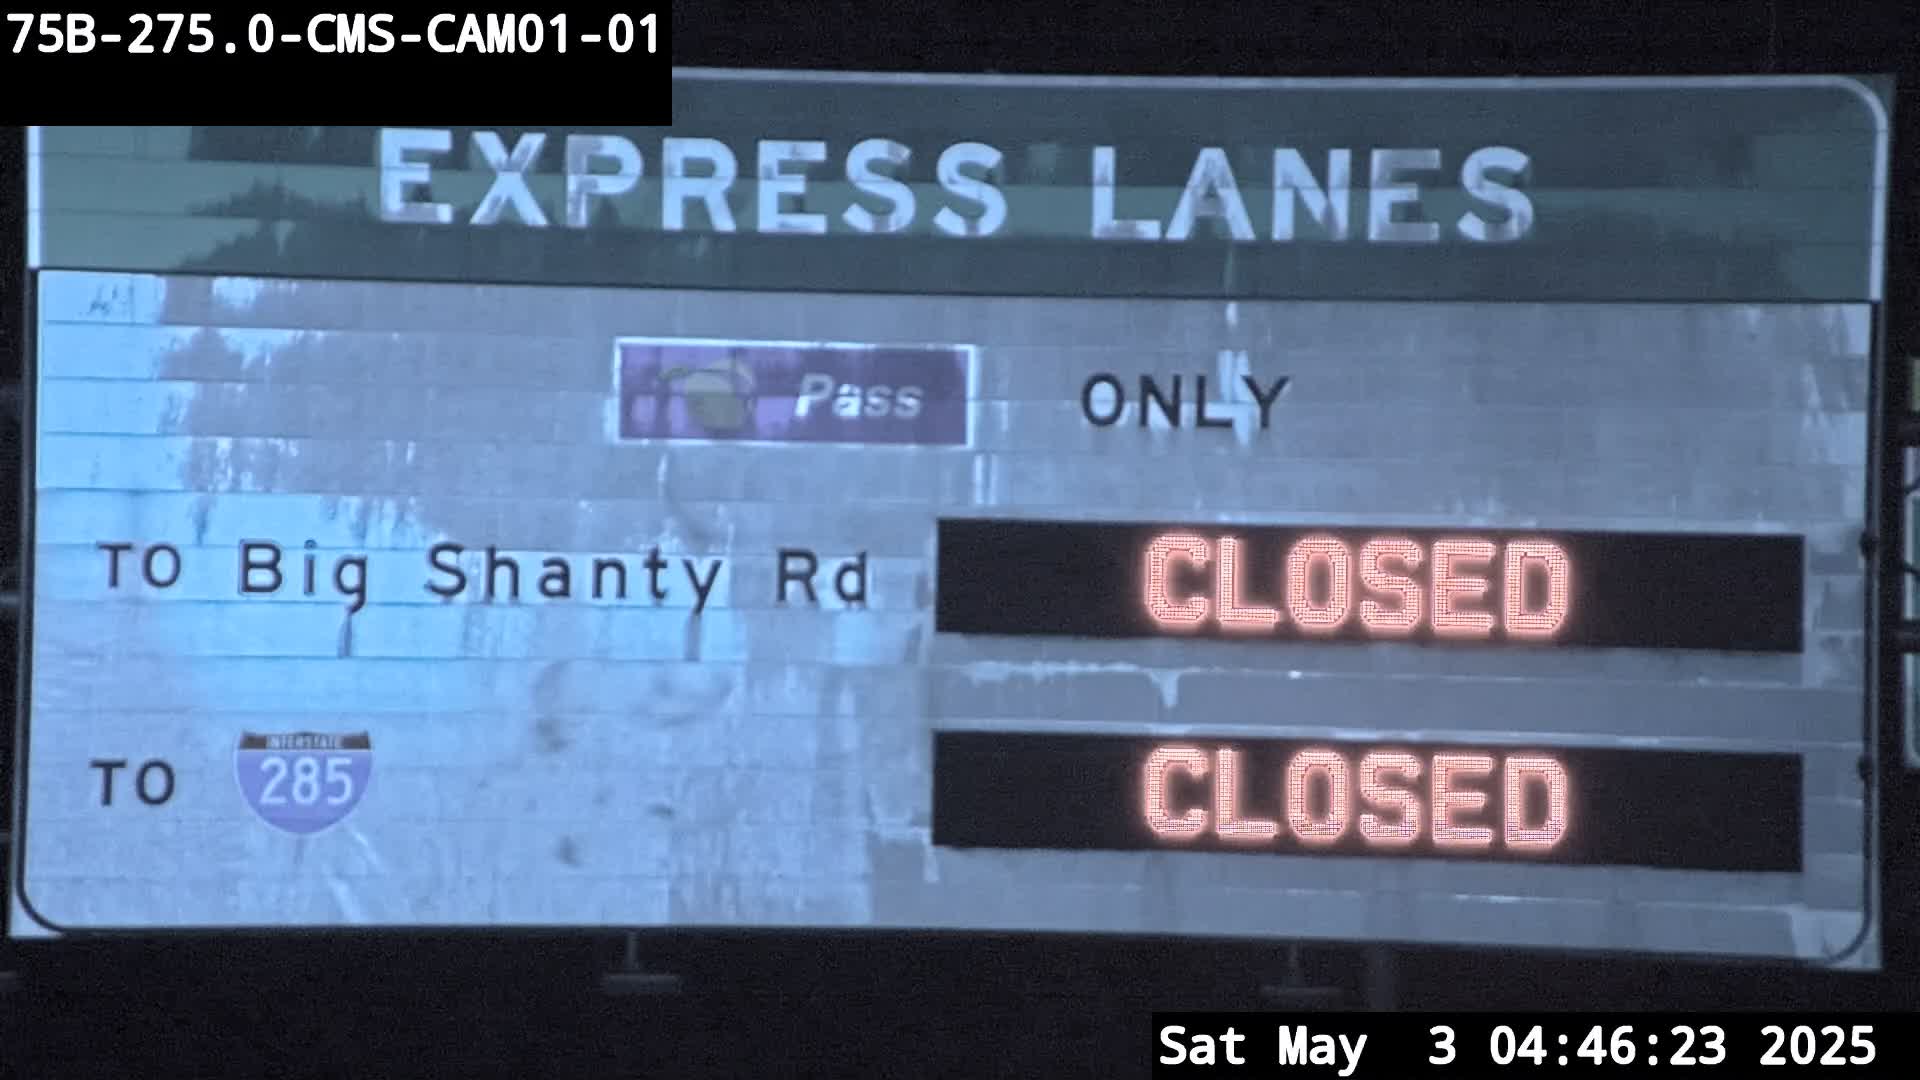 75B-275.0-CMS-CAM01-01
EXPRESS LANES
Pass ONLY
TO Big Shanty Rd CLOSED
INTERSTATE
TO 285 CLOSED
Sat May 3 04:46:23 2025